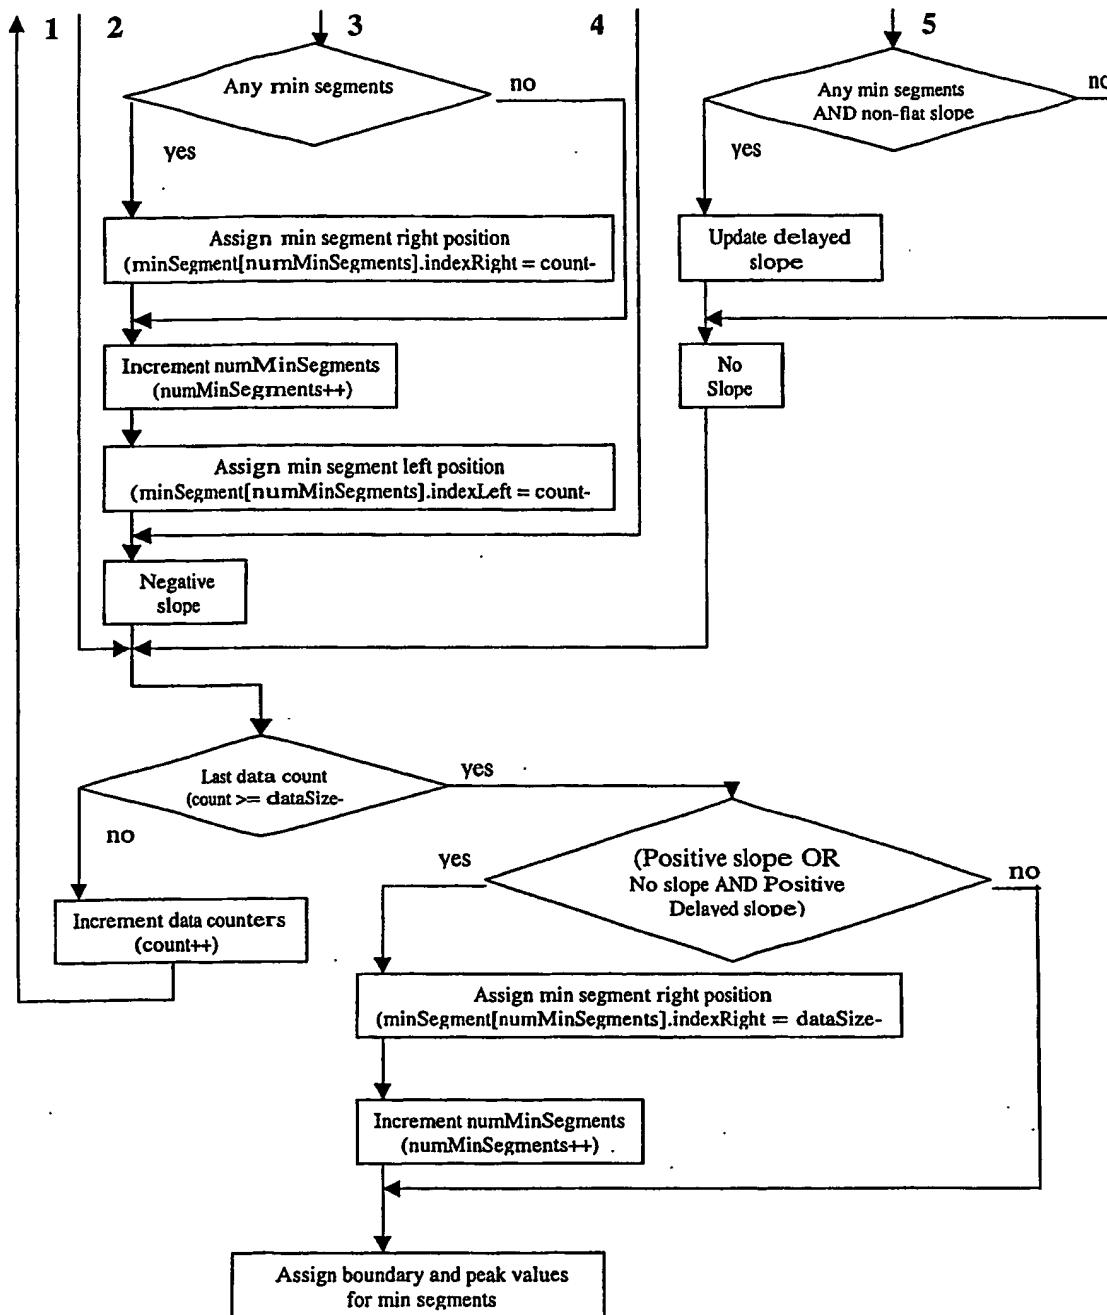 1 2 3 4 5
Any min segments
no
yes
Any min segments
AND non-flat slope
no
yes
Assign min segment right position
(minSegment[numMinSegments].indexRight = count-
Update delayed
slope
Increment numMinSegments
(numMinSegments++)
No
Slope
Assign min segment left position
(minSegment[numMinSegments].indexLeft = count-
Negative
slope
Last data count
(count >= dataSize-
yes
no
(Positive slope OR
No slope AND Positive
Delayed slope)
yes
no
Increment data counters
(count++)
Assign min segment right position
(minSegment[numMinSegments].indexRight = dataSize-
Increment numMinSegments
(numMinSegments++)
Assign boundary and peak values
for min segments